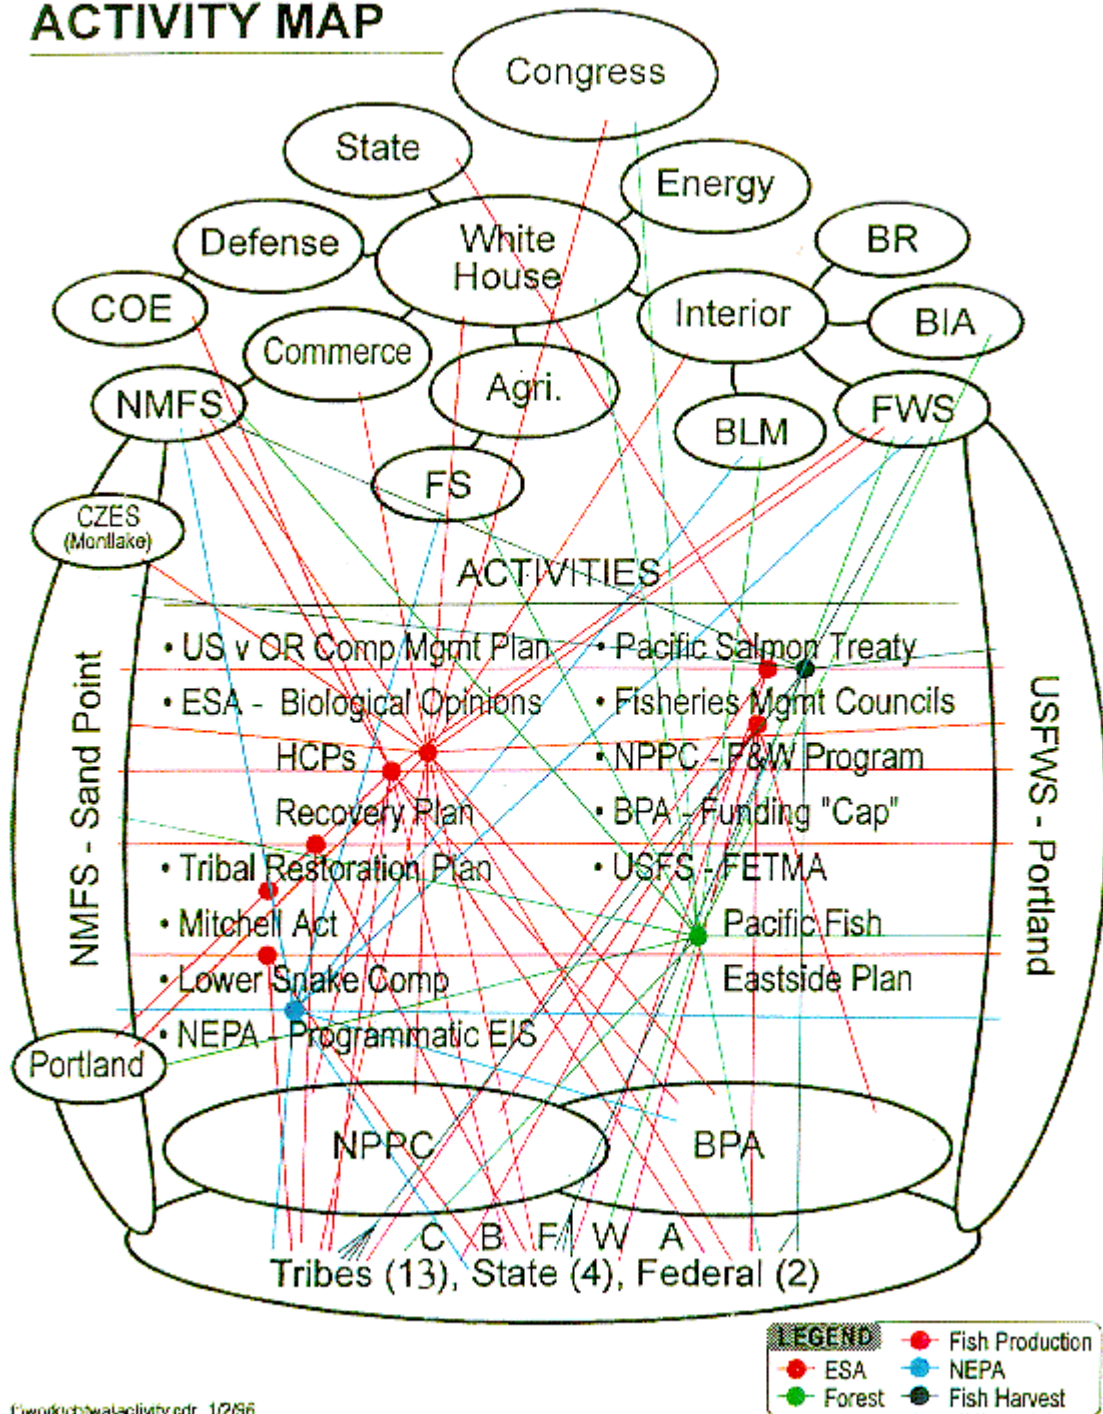 ACTIVITY MAP
Congress
State
Energy
White
House
Defense
BR
COE
Interior
BIA
Commerce
Agri.
NMFS
FWS
BLM
FS
CZES
(Montlake)
ACTIVITIES
• US v OR Comp Mgmt Plan
• ESA - Biological Opinions
HCPs
Recovery Plan
• Tribal Restoration Plan
• Mitchell Act
• Lower Snake Comp
• NEPA - Programmatic EIS
• Pacific Salmon Treaty
• Fisheries Mgmt Councils
• NPPC - F&W Program
• BPA - Funding "Cap"
• USFS - FETMA
Pacific Fish
Eastside Plan
NMFS - Sand Point
USFWS - Portland
Portland
NPPC
BPA
C B F W A
Tribes (13), State (4), Federal (2)
LEGEND
Fish Production
ESA
NEPA
Forest
Fish Harvest
1/2/96